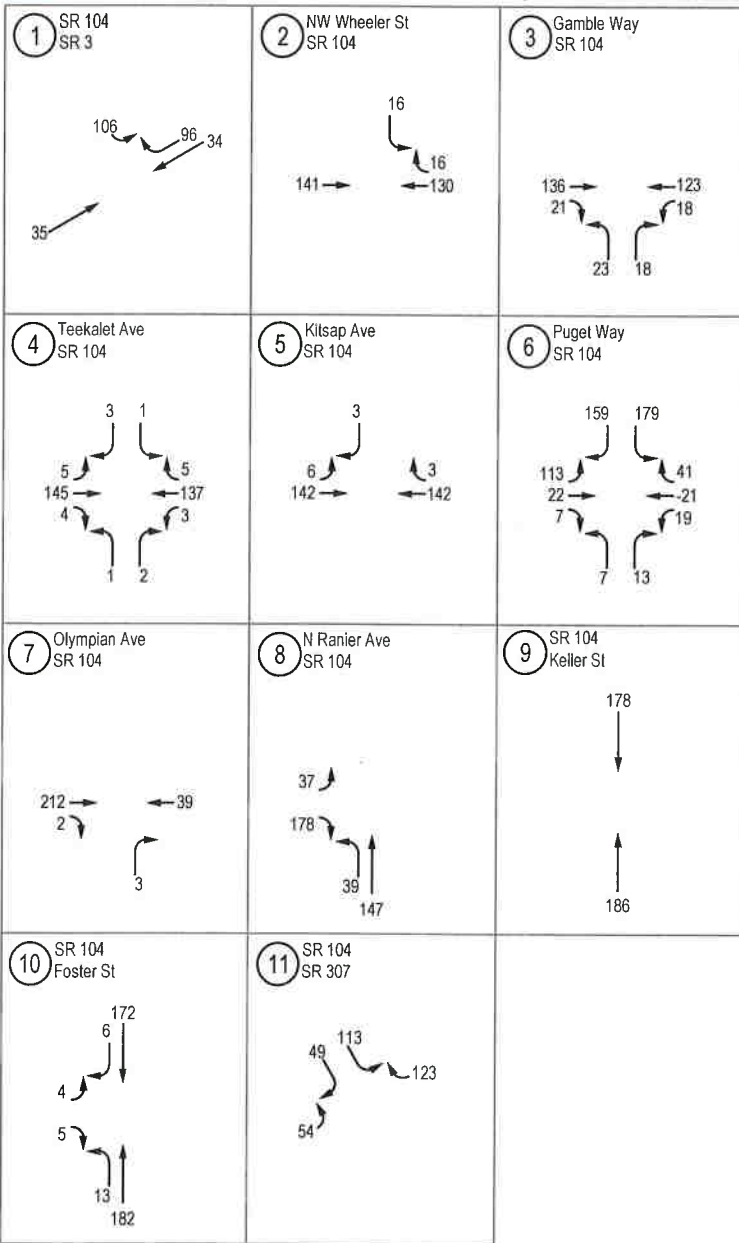 1 SR 104
SR 3
106
96
34
35
2 NW Wheeler St
SR 104
16
16
141
130
3 Gamble Way
SR 104
136
123
21
18
23
18
4 Teekalet Ave
SR 104
3
1
5
5
145
137
4
3
1
2
5 Kitsap Ave
SR 104
3
6
3
142
142
6 Puget Way
SR 104
159
179
113
41
22
-21
7
19
7
13
7 Olympian Ave
SR 104
212
39
2
3
8 N Ranier Ave
SR 104
37
178
39
147
9 SR 104
Keller St
178
186
10 SR 104
Foster St
172
6
4
5
13
182
11 SR 104
SR 307
113
49
123
54